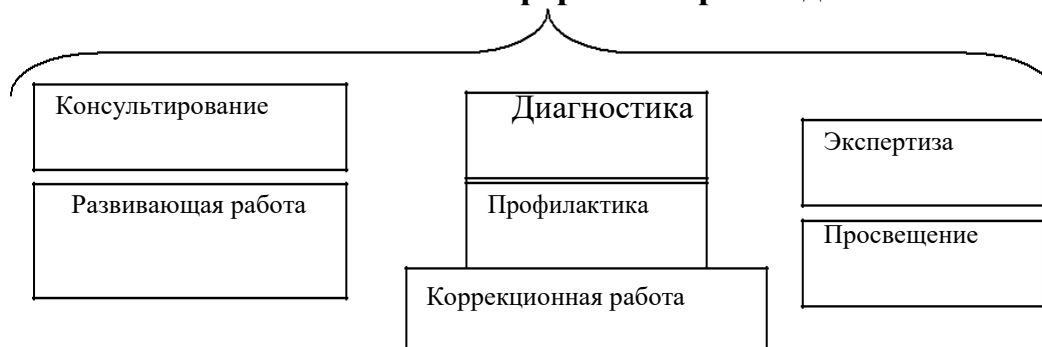 Консультирование
Диагностика
Экспертиза
Развивающая работа
Профилактика
Просвещение
Коррекционная работа